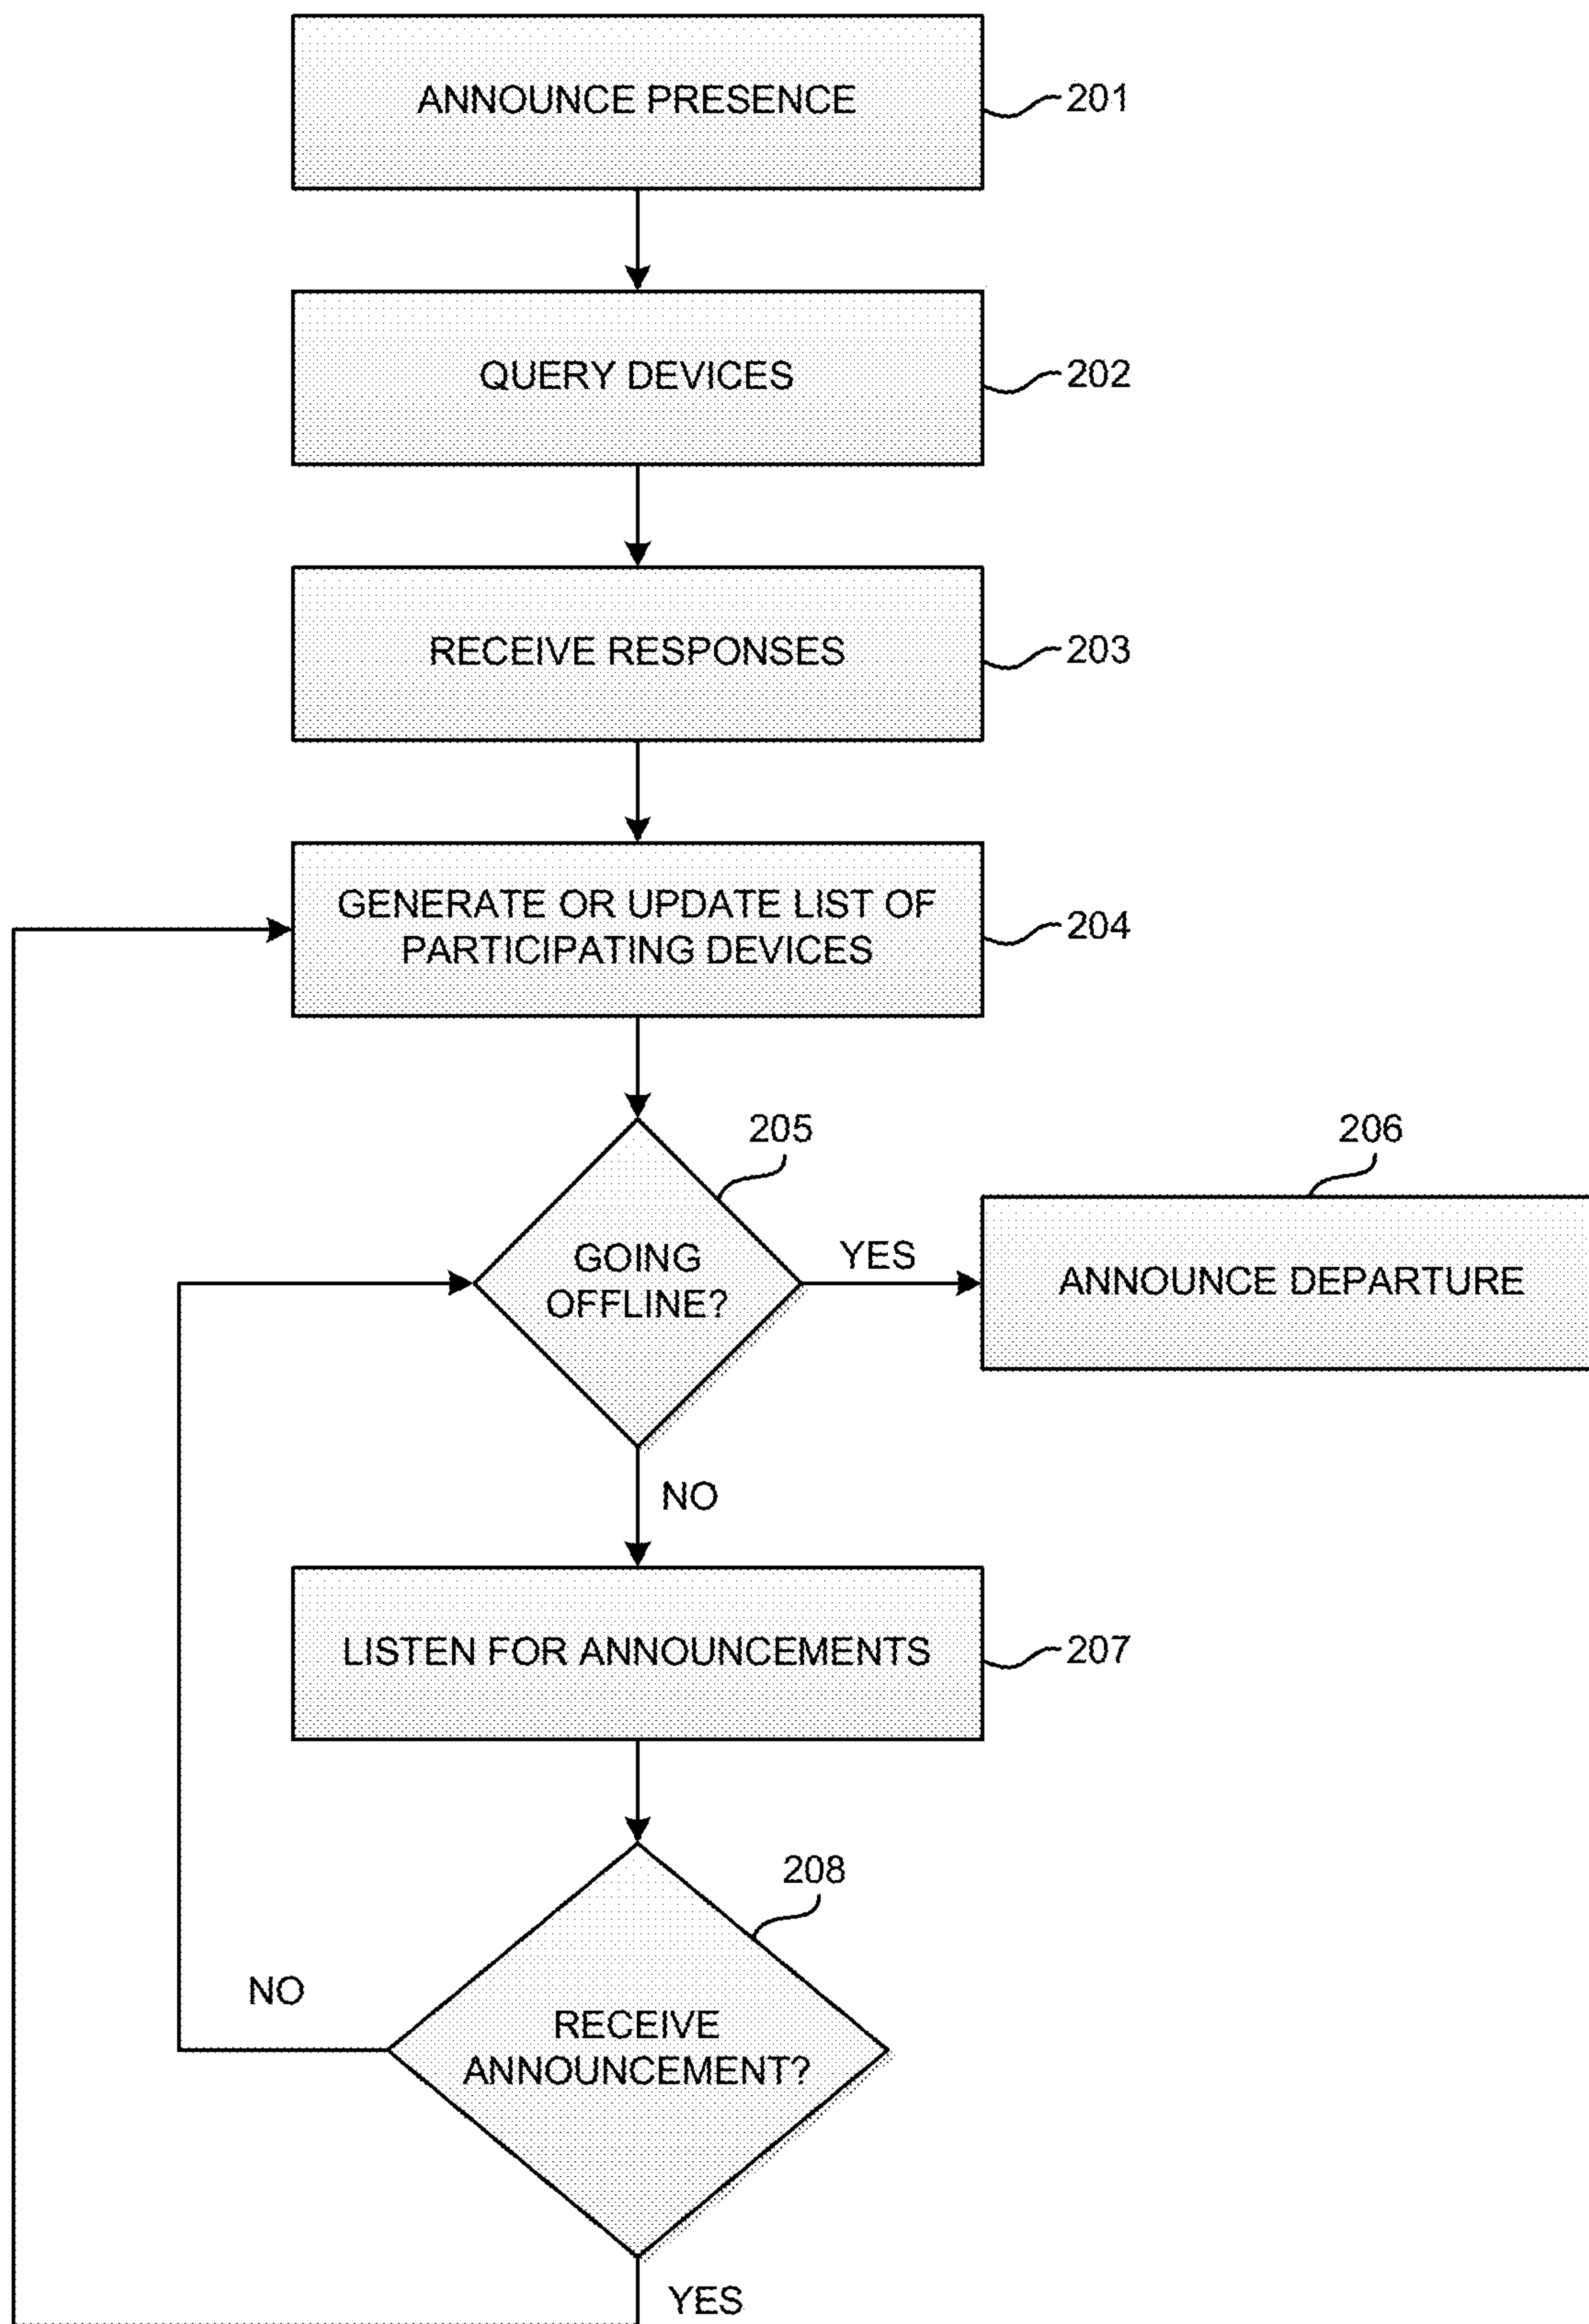 ANNOUNCE PRESENCE
201
QUERY DEVICES
202
RECEIVE RESPONSES
203
GENERATE OR UPDATE LIST OF
PARTICIPATING DEVICES
204
205
206
GOING
OFFLINE?
YES
ANNOUNCE DEPARTURE
NO
LISTEN FOR ANNOUNCEMENTS
207
208
NO
RECEIVE
ANNOUNCEMENT?
YES